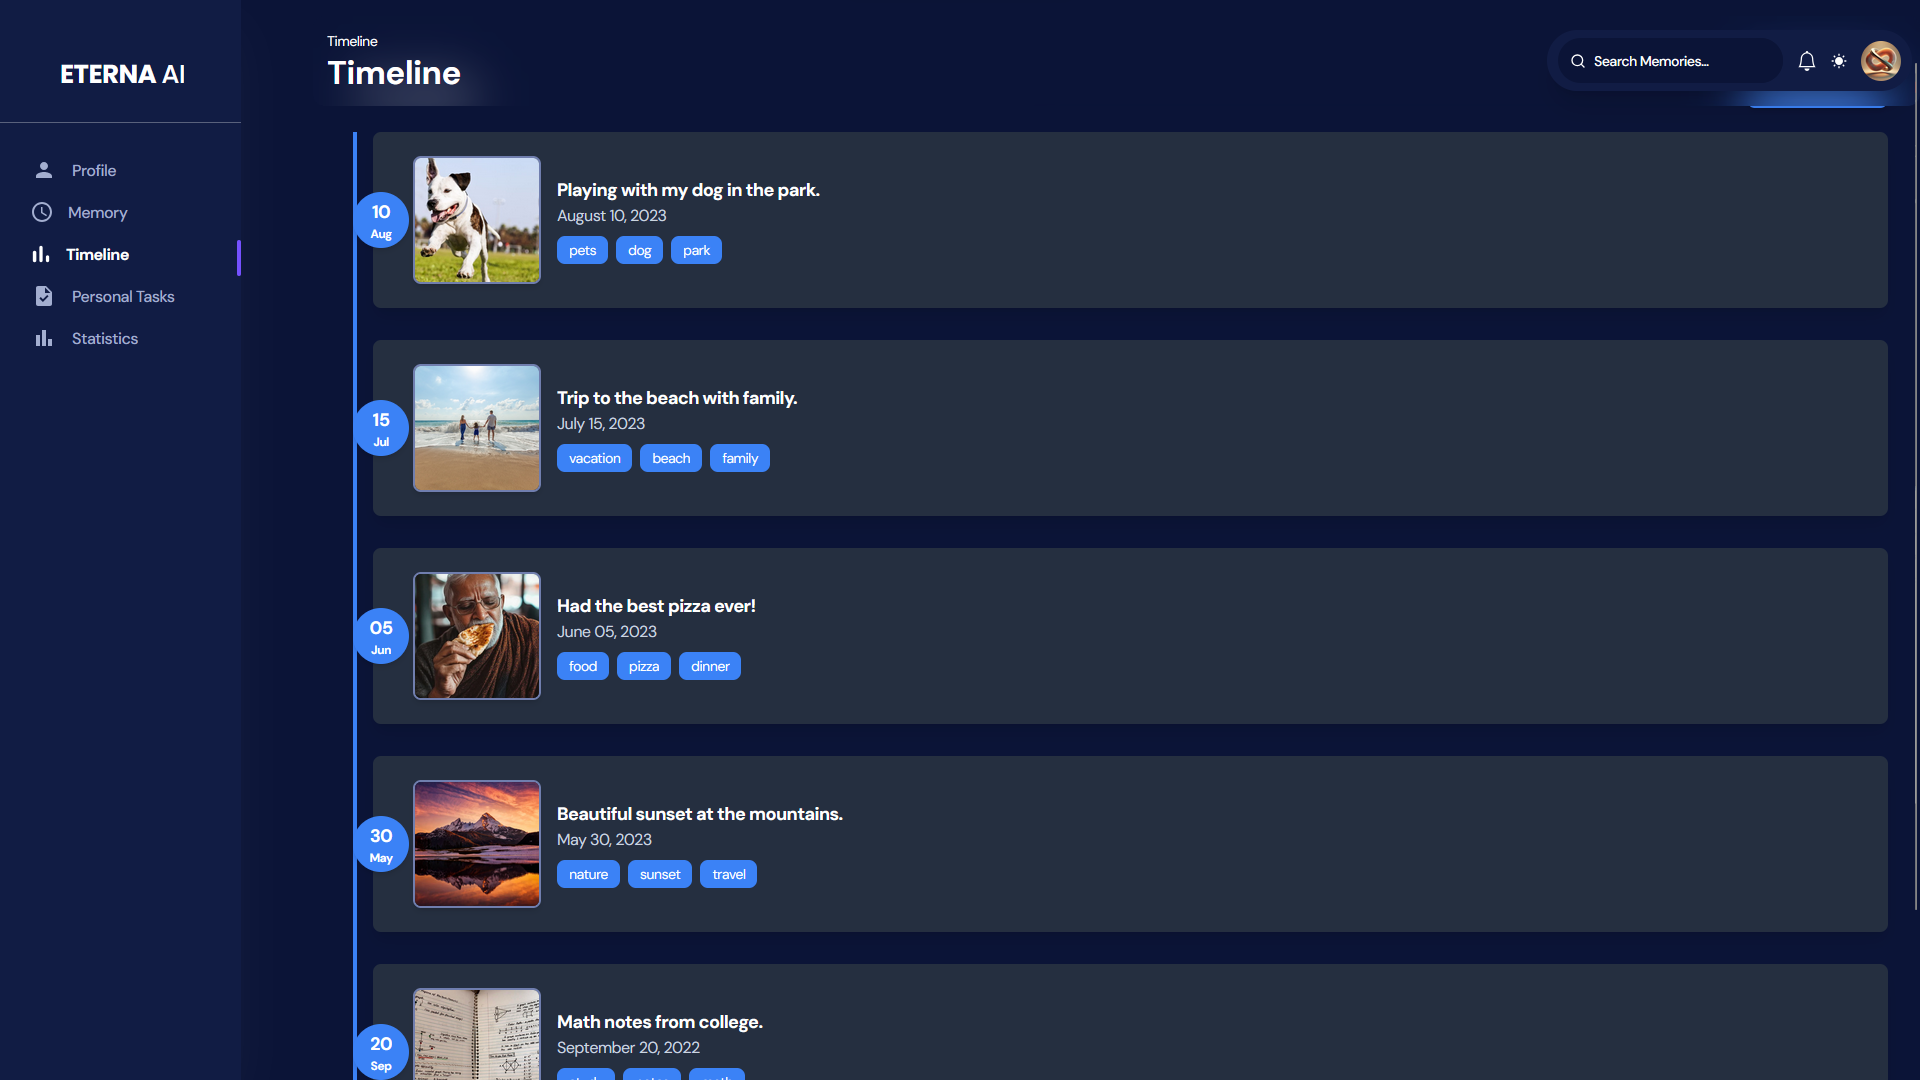 ETERNA AI
Profile
Memory
Timeline
Personal Tasks
Statistics
Timeline
Timeline
Search Memories...
10
Aug
Playing with my dog in the park.
August 10, 2023
pets dog park
15
Jul
Trip to the beach with family.
July 15, 2023
vacation beach family
05
Jun
Had the best pizza ever!
June 05, 2023
food pizza dinner
30
May
Beautiful sunset at the mountains.
May 30, 2023
nature sunset travel
20
Sep
Math notes from college.
September 20, 2022